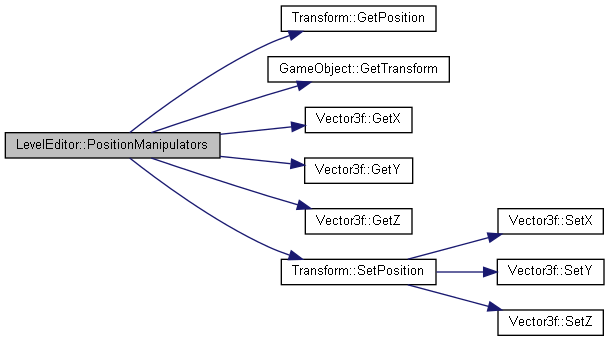 Transform::GetPosition
GameObject::GetTransform
Vector3f::GetX
LevelEditor::PositionManipulators
Vector3f::GetY
Vector3f::GetZ
Transform::SetPosition
Vector3f::SetX
Vector3f::SetY
Vector3f::SetZ